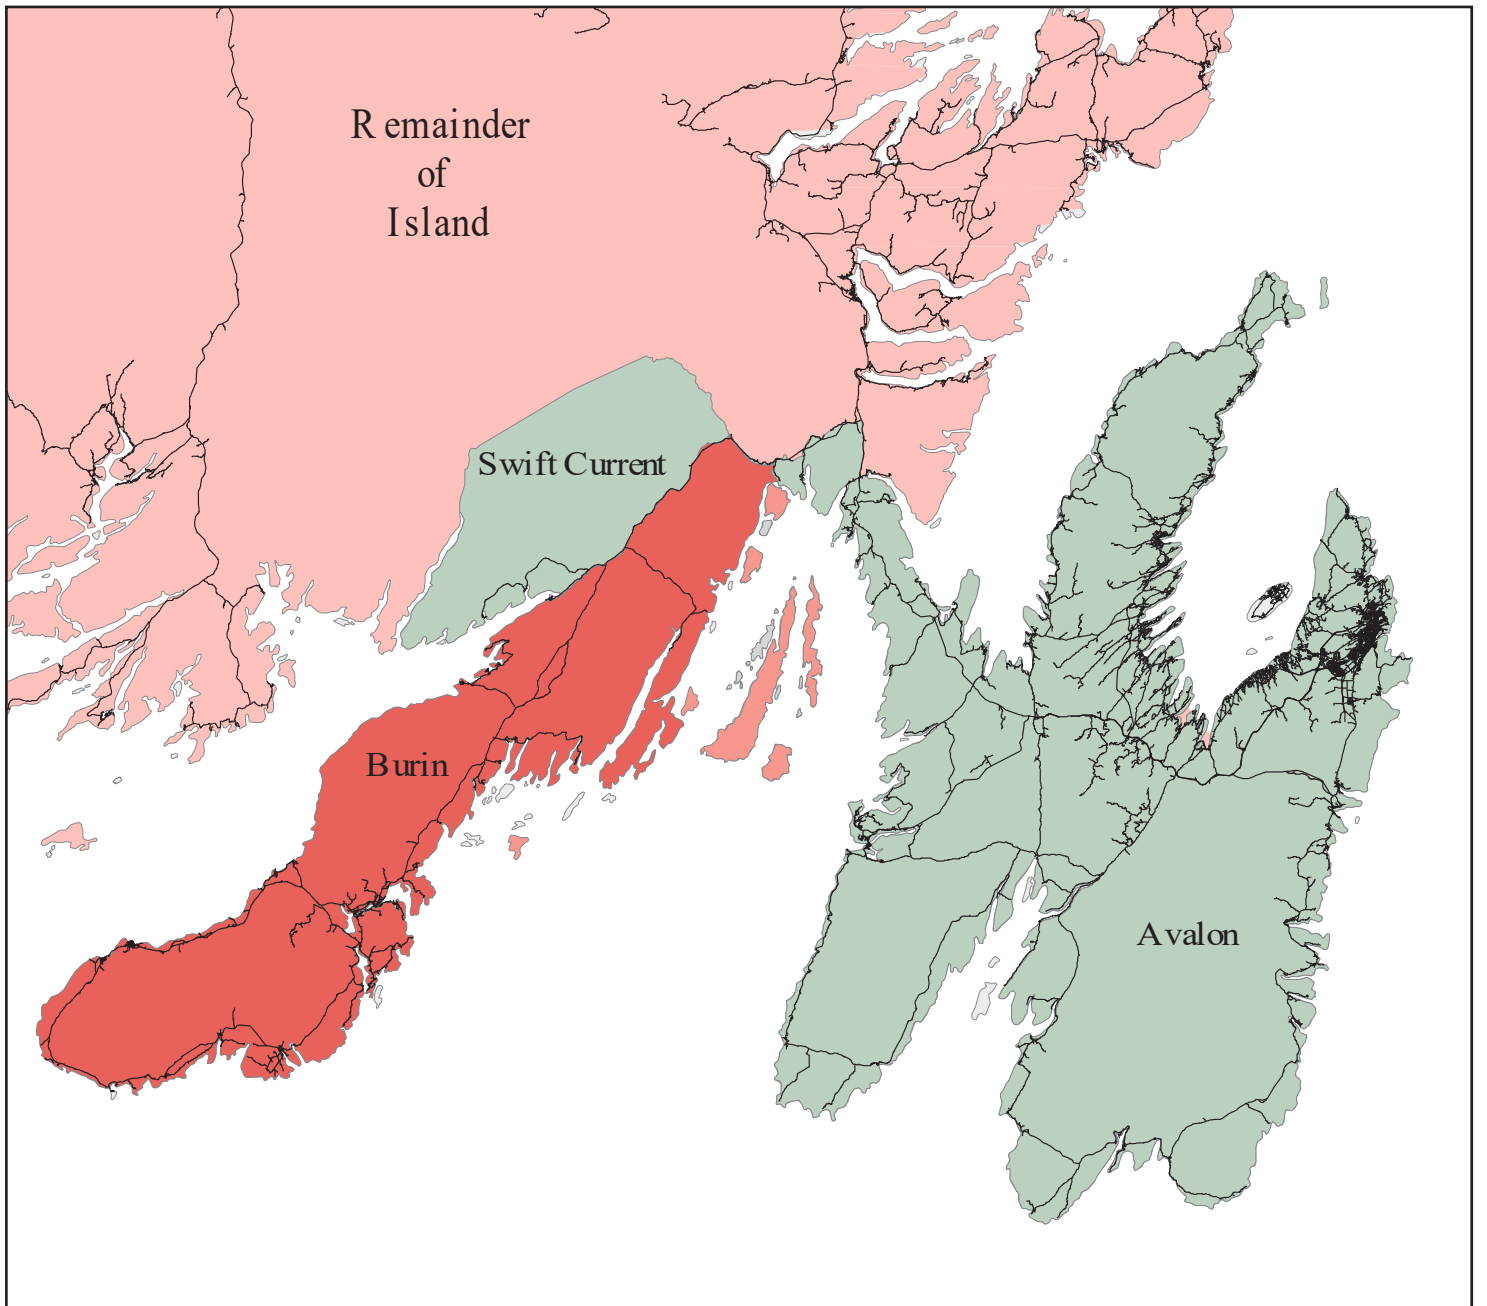 Remainder
of
Island
Swift Current
Burin
Avalon